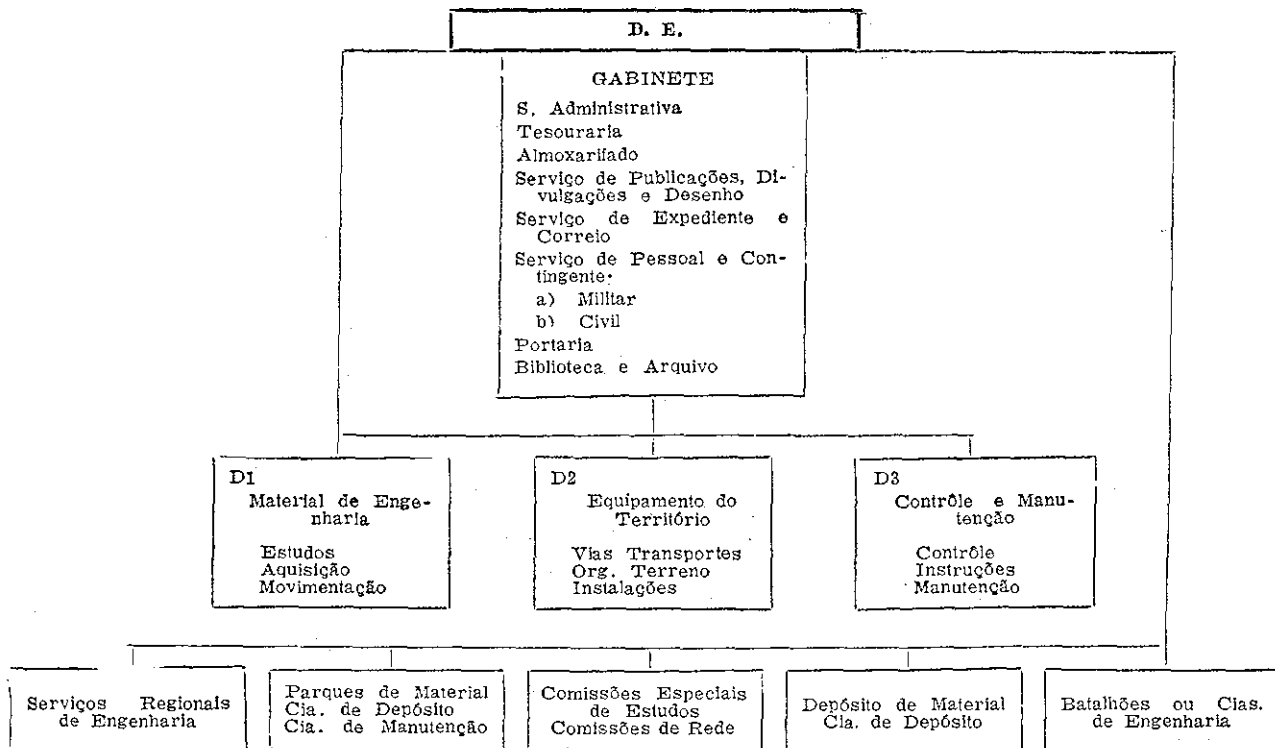 D. E.
GABINETE
S. Administrativa
Tesouraria
Almoxarifado
Serviço de Publicações, Di-
vulgações e Desenho
Serviço de Expediente e
Correio
Serviço de Pessoal e Con-
tingente:
a) Militar
b) Civil
Portaria
Biblioteca e Arquivo
D1
Material de Enge-
nharia
Estudos
Aquisição
Movimentação
D2
Equipamento do
Território
Vias Transportes
Org. Terreno
Instalações
D3
Contrôle e Manu-
tenção
Contrôle
Instruções
Manutenção
Serviços Regionais
de Engenharia
Parques de Material
Cia. de Depósito
Cia. de Manutenção
Comissões Especiais
de Estudos
Comissões de Rede
Depósito de Material
Cia. de Depósito
Batalhões ou Cias.
de Engenharia